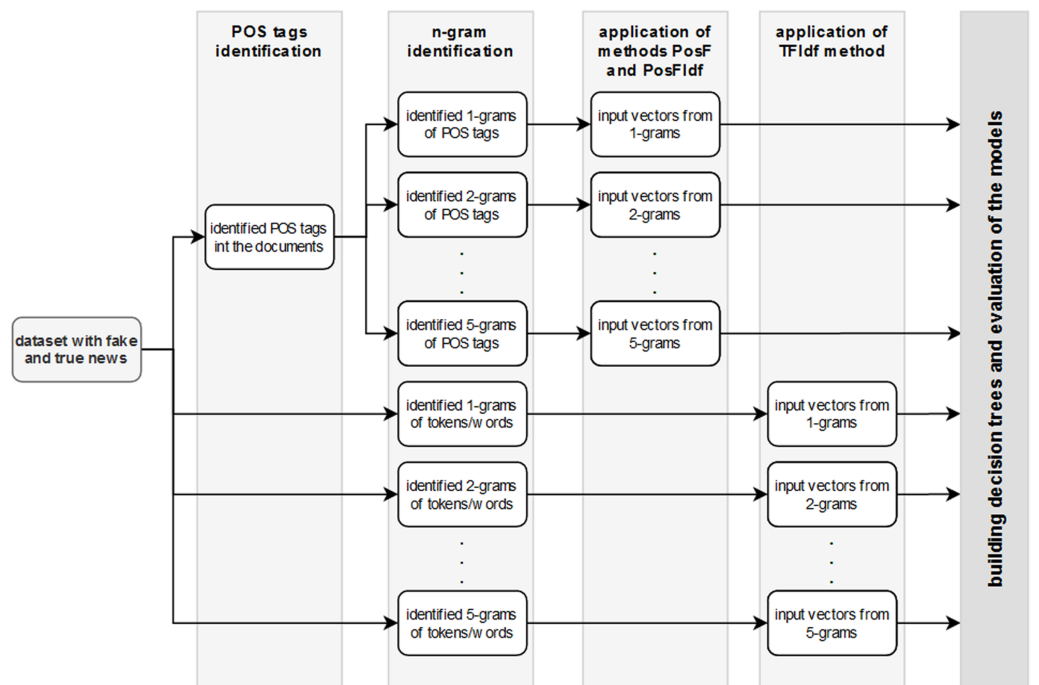 POS tags
identification
n-gram
identification
application of
methods PosF
and PosFIdf
application of
TFIdf method
identified 1-grams
of POS tags
input vectors from
1-grams
identified 2-grams
of POS tags
input vectors from
2-grams
identified POS tags
int the documents
identified 5-grams
of POS tags
input vectors from
5-grams
dataset with fake
and true news
identified 1-grams
of tokens/words
input vectors from
1-grams
identified 2-grams
of tokens/words
input vectors from
2-grams
identified 5-grams
of tokens/words
input vectors from
5-grams
building decision trees and evaluation of the models